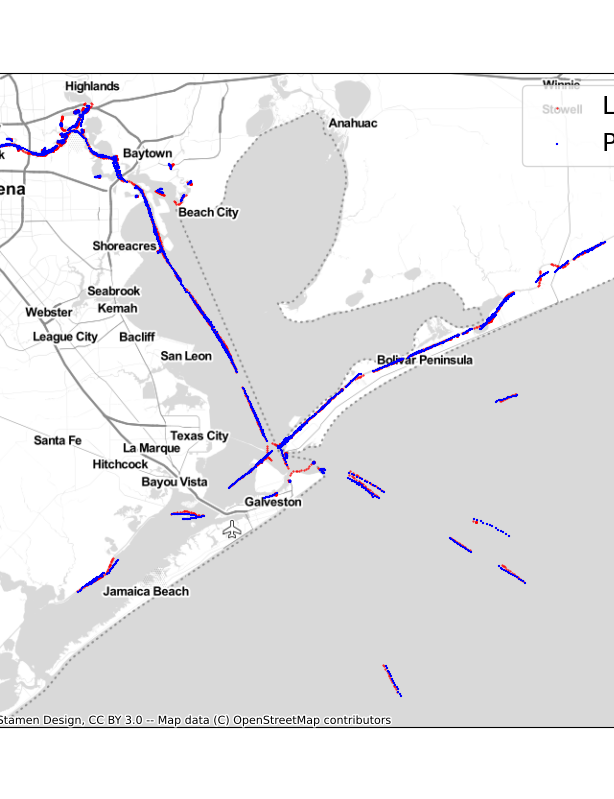 Highlands
Winnie
Stowell
L
Anahuac
P
k
Baytown
ena
Beach City
Shoreacres
Seabrook
Kemah
Webster
League City
Bacliff
San Leon
Bolivar Peninsula
Texas City
Santa Fe
La Marque
Hitchcock
Bayou Vista
Galveston
Jamaica Beach
Stamen Design, CC BY 3.0 -- Map data (C) OpenStreetMap contributors